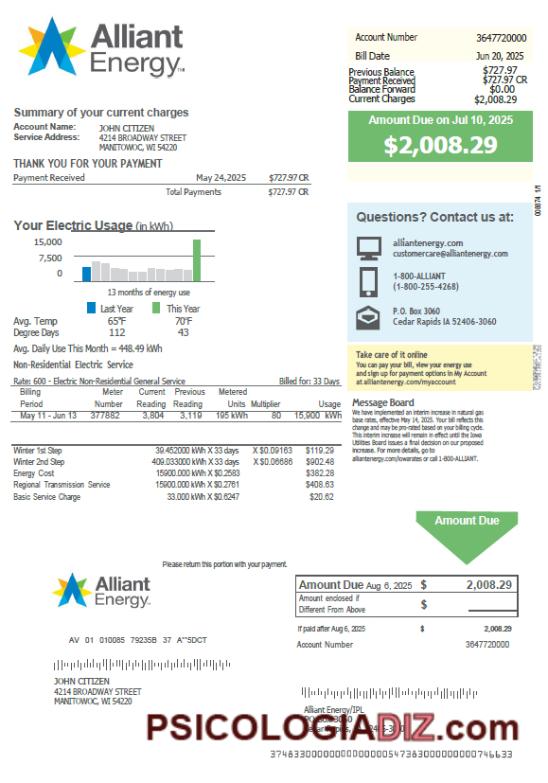 Alliant
Energy™
Account Number 3647720000
Bill Date Jun 20, 2025
Previous Balance $727.97
Payment Received $727.97 CR
Balance Forward $0.00
Current Charges $2,008.29
Amount Due on Jul 10, 2025
$2,008.29
Summary of your current charges
Account Name: JOHN CITIZEN
Service Address: 4214 BROADWAY STREET
MANITOWOC, WI 54220
THANK YOU FOR YOUR PAYMENT
Payment Received May 24,2025 $727.97 CR
Total Payments $727.97 CR
008074 1/1
Your Electric Usage (in kWh)
15,000
7,500
0
13 months of energy use
Last Year This Year
Avg. Temp 65°F 70°F
Degree Days 112 43
Avg. Daily Use This Month = 448.49 kWh
Questions? Contact us at:
alliantenergy.com
customercare@alliantenergy.com
1-800-ALLIANT
(1-800-255-4268)
P.O. Box 3060
Cedar Rapids IA 52406-3060
Take care of it online
You can pay your bill, view your energy use
and sign up for payment options in My Account
at alliantenergy.com/myaccount
Non-Residential Electric Service
Rate: 600 - Electric Non-Residential General Service Billed for: 33 Days
Billing Meter Current Previous Metered
Period Number Reading Reading Units Multiplier Usage
May 11 - Jun 13 377882 3,804 3,119 195 kWh 80 15,900 kWh
Winter 1st Step 39.452000 kWh X 33 days X $0.09163 $119.29
Winter 2nd Step 409.033000 kWh X 33 days X $0.06686 $902.48
Energy Cost 15900.000 kWh X $0.2583 $382.28
Regional Transmission Service 15900.000 kWh X $0.2761 $408.63
Basic Service Charge 33.000 kWh X $0.6247 $20.62
Message Board
We have implemented an interim increase in natural gas
base rates, effective May 14, 2025. Your bill reflects this
change and may be pro-rated based on your billing cycle.
This interim increase will remain in effect until the Iowa
Utilities Board issues a final decision on our proposed
increase. For more details, go to
alliantenergy.com/iowarates or call 1-800-ALLIANT.
Amount Due
Please return this portion with your payment.
Alliant
Energy™
Amount Due Aug 6, 2025 $ 2,008.29
Amount enclosed if
Different From Above $
If paid after Aug 6, 2025 $ 2,008.29
Account Number 3647720000
AV 01 010085 79235B 37 A**5DCT
JOHN CITIZEN
4214 BROADWAY STREET
MANITOWOC, WI 54220
Alliant Energy/IPL
PSICOLOGIADIZ.com